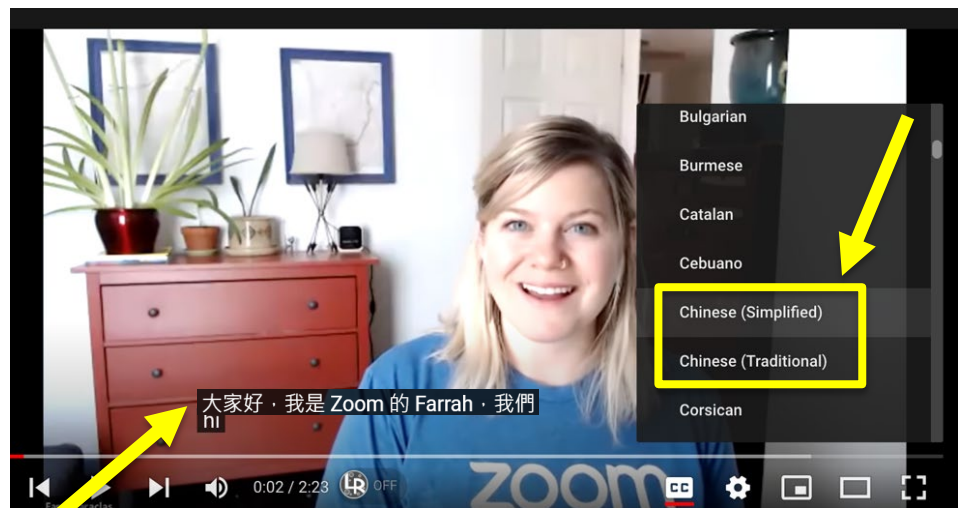 Bulgarian
Burmese
Catalan
Cebuano
Chinese (Simplified)
Chinese (Traditional)
Corsican
大家好，我是 Zoom 的 Farrah，我們
hi
zoom
0:02 / 2:23
LR OFF
CC